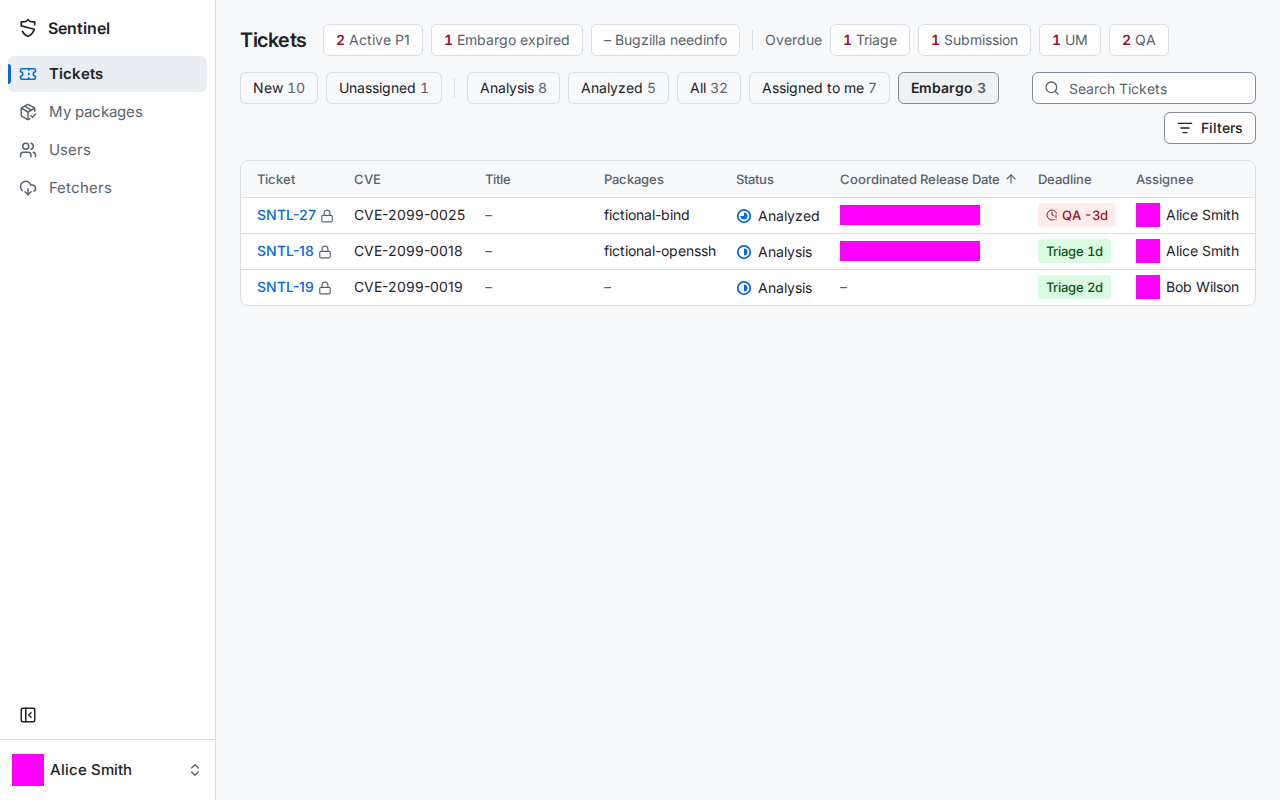 Sentinel
Tickets
My packages
Users
Fetchers
Alice Smith
Tickets 2 Active P1 1 Embargo expired – Bugzilla needinfo Overdue 1 Triage 1 Submission 1 UM 2 QA
New 10 Unassigned 1 Analysis 8 Analyzed 5 All 32 Assigned to me 7 Embargo 3 Search Tickets
Filters
Ticket CVE Title Packages Status Coordinated Release Date Deadline Assignee
SNTL-27 CVE-2099-0025 – fictional-bind Analyzed QA -3d Alice Smith
SNTL-18 CVE-2099-0018 – fictional-openssh Analysis Triage 1d Alice Smith
SNTL-19 CVE-2099-0019 – – Analysis – Triage 2d Bob Wilson